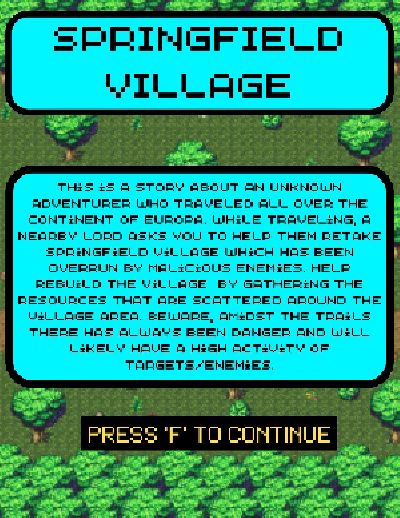 SPRINGFIELD
VILLAGE
THIS IS A STORY ABOUT AN UNKNOWN
ADVENTURER WHO TRAVELED ALL OVER THE
CONTINENT OF EUROPA. WHILE TRAVELING, A
NEARBY LORD ASKS YOU TO HELP THEM RETAKE
SPRINGFIELD VILLAGE WHICH HAS BEEN
OVERRUN BY MALICIOUS ENEMIES. HELP
REBUILD THE VILLAGE BY GATHERING THE
RESOURCES THAT ARE SCATTERED AROUND THE
VILLAGE AREA. BEWARE, AMIDST THE TRAILS
THERE HAS ALWAYS BEEN DANGER AND WILL
LIKELY HAVE A HIGH ACTIVITY OF
TARGETS/ENEMIES.
PRESS 'F' TO CONTINUE